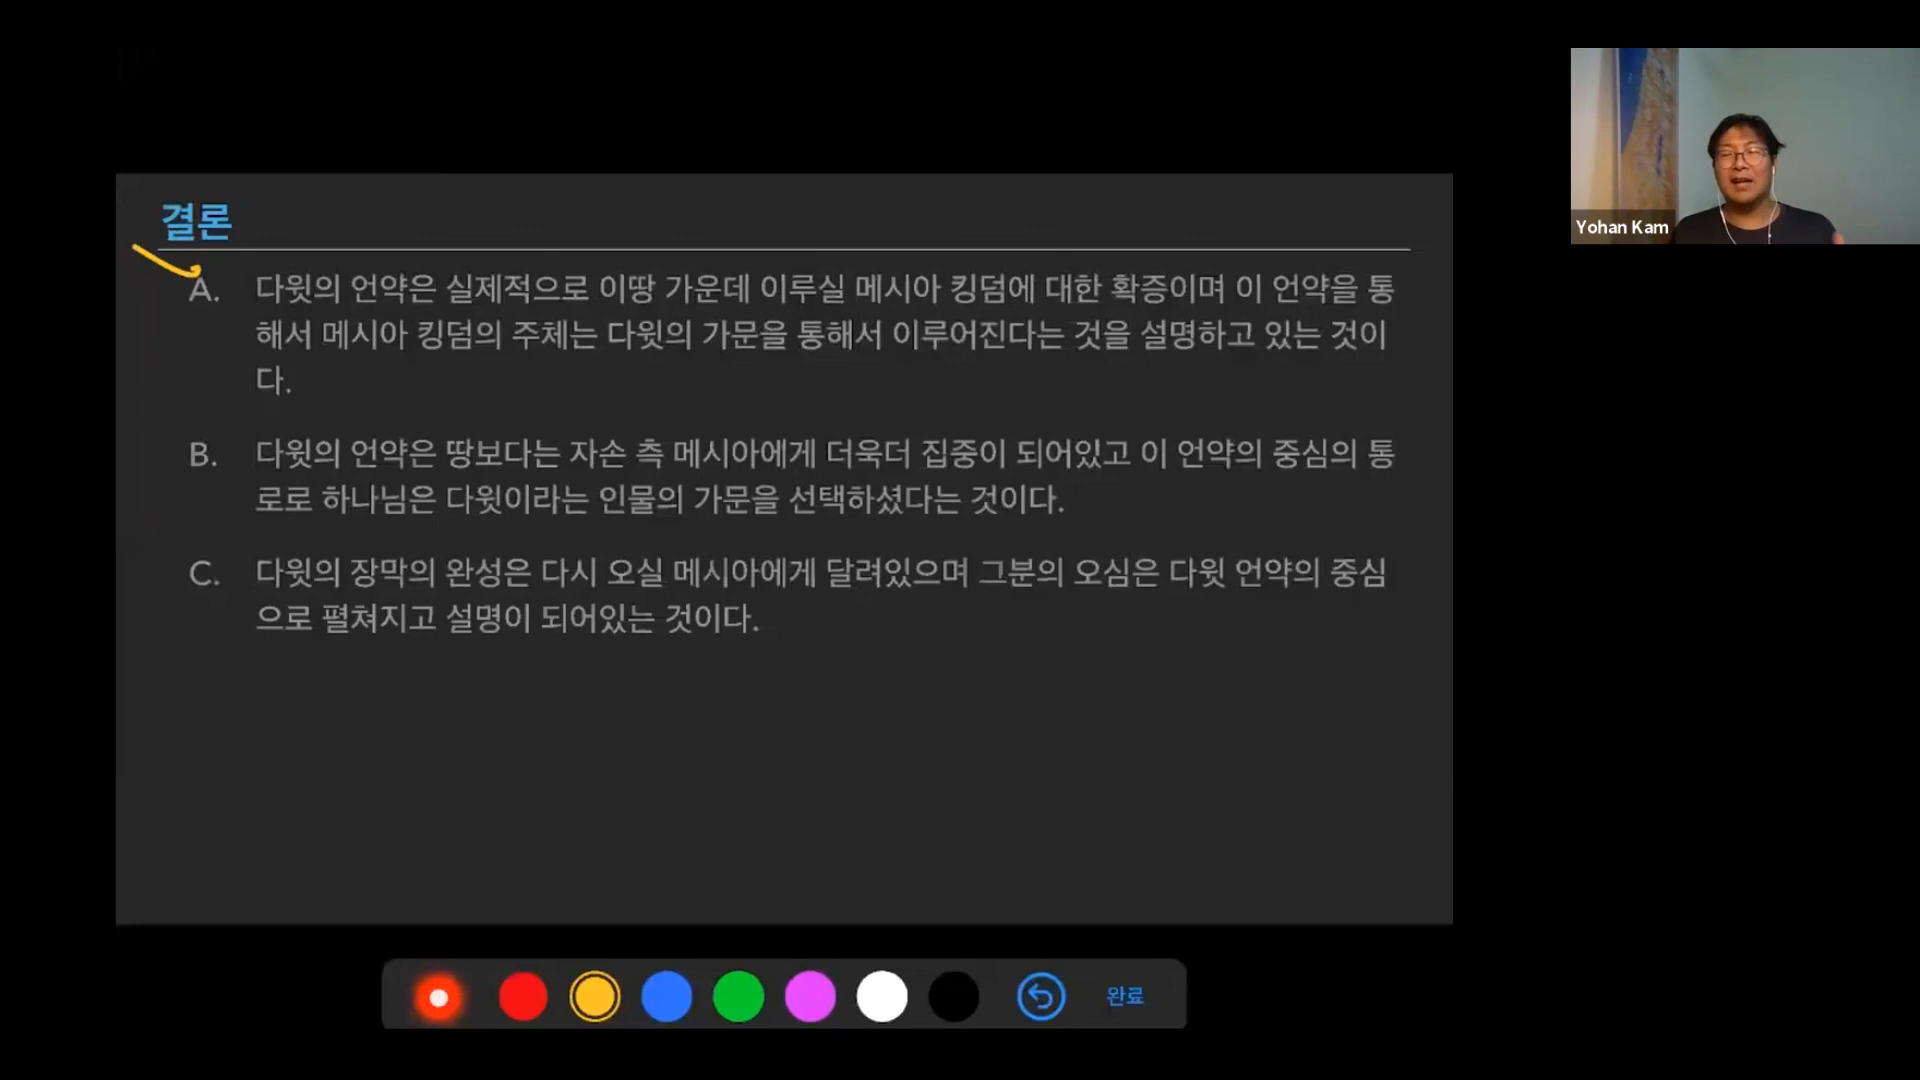 결론
A. 다윗의 언약은 실제적으로 이땅 가운데 이루실 메시아 킹덤에 대한 확증이며 이 언약을 통
해서 메시아 킹덤의 주체는 다윗의 가문을 통해서 이루어진다는 것을 설명하고 있는 것이
다.
B. 다윗의 언약은 땅보다는 자손 측 메시아에게 더욱더 집중이 되어있고 이 언약의 중심의 통
로로 하나님은 다윗이라는 인물의 가문을 선택하셨다는 것이다.
C. 다윗의 장막의 완성은 다시 오실 메시아에게 달려있으며 그분의 오심은 다윗 언약의 중심
으로 펼쳐지고 설명이 되어있는 것이다.
Yohan Kam
완료